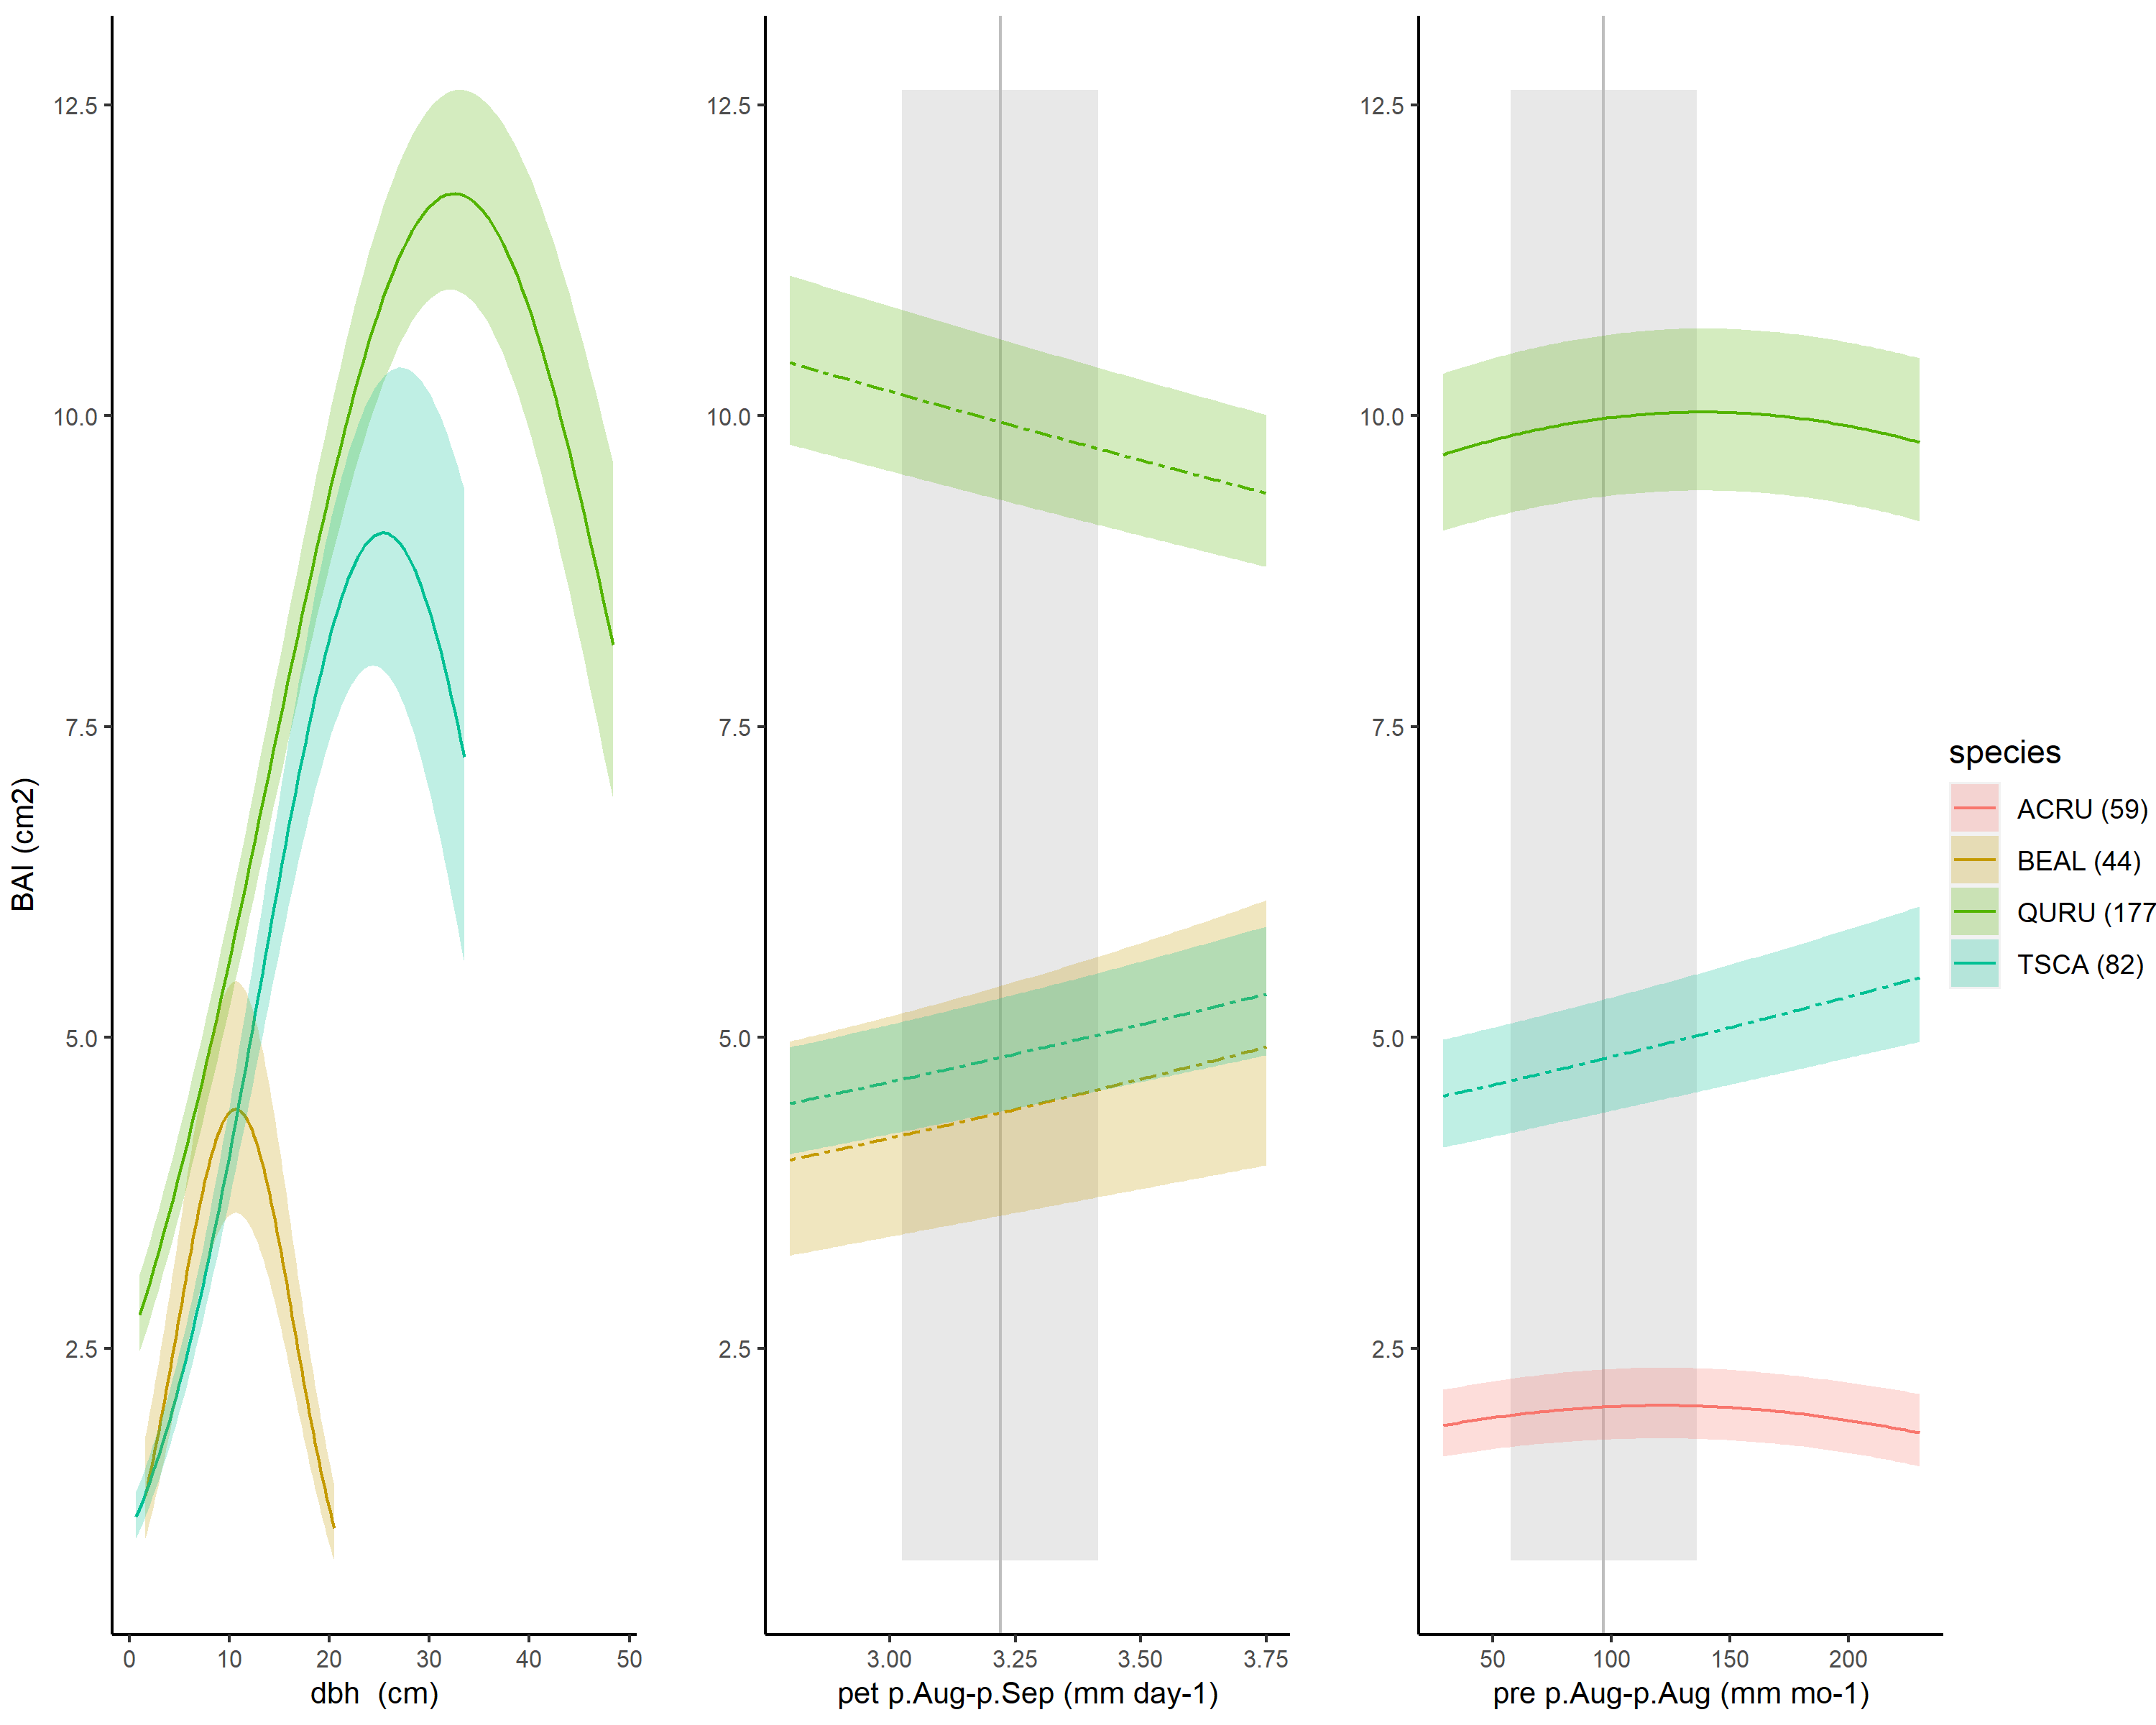 BAI (cm2)
12.5
10.0
7.5
5.0
2.5
0 10 20 30 40 50
dbh (cm)
12.5
10.0
7.5
5.0
2.5
3.00 3.25 3.50 3.75
pet p.Aug-p.Sep (mm day-1)
12.5
10.0
7.5
5.0
2.5
50 100 150 200
pre p.Aug-p.Aug (mm mo-1)
species
ACRU (59)
BEAL (44)
QURU (177
TSCA (82)